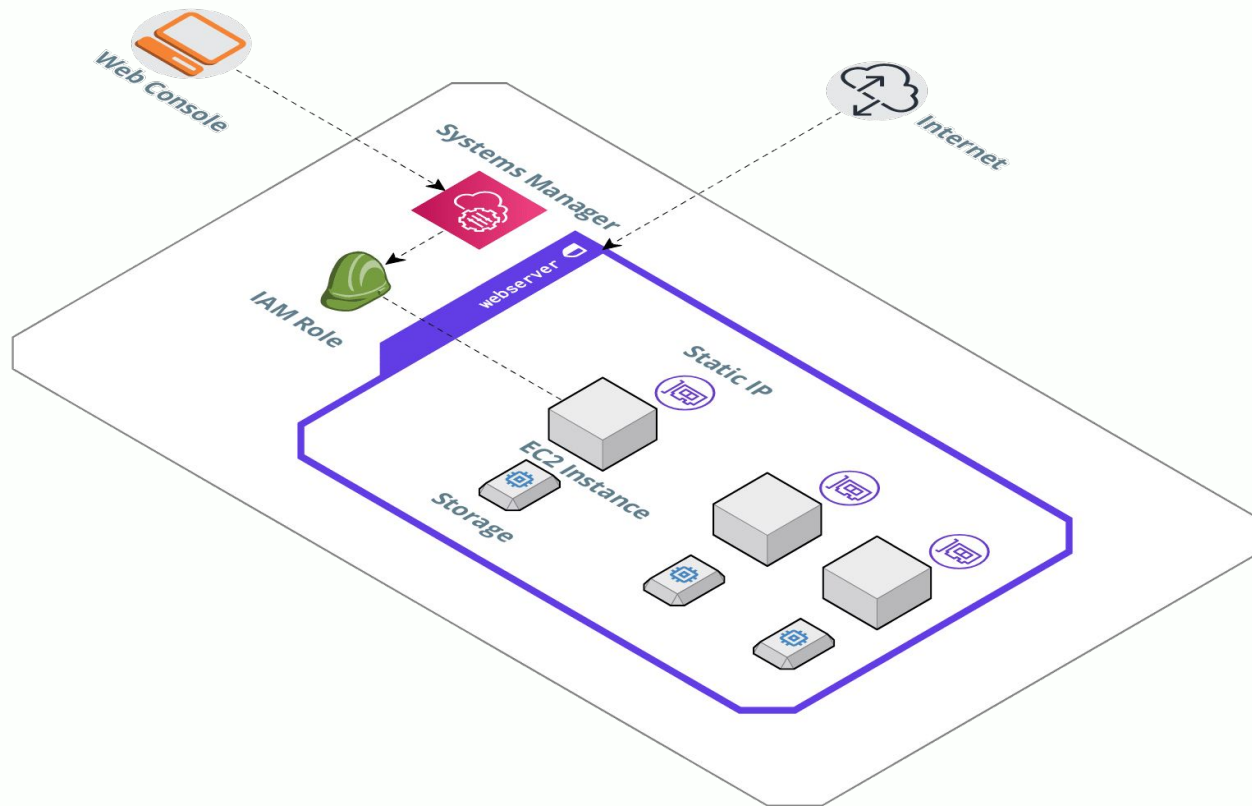 Web Console
Internet
Systems Manager
IAM Role
webserver
Static IP
EC2 Instance
Storage